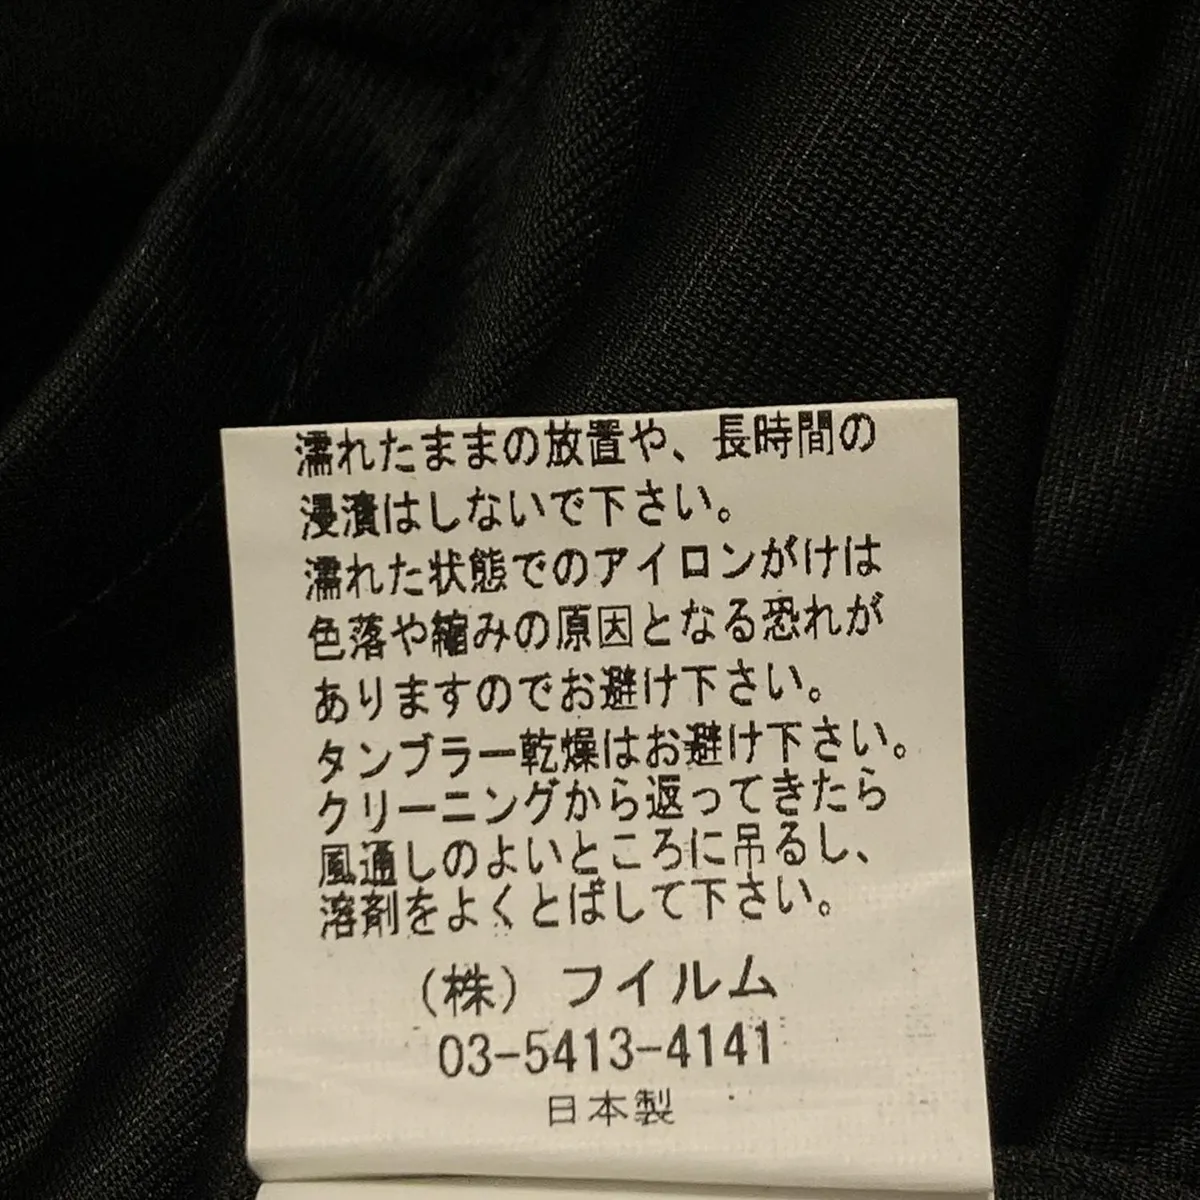 濡れたままの放置や、長時間の
浸漬はしないで下さい。
濡れた状態でのアイロンがけは
色落や縮みの原因となる恐れが
ありますのでお避け下さい。
タンブラー乾燥はお避け下さい。
クリーニングから返ってきたら
風通しのよいところに吊るし、
溶剤をよくとばして下さい。
(株) フイルム
03-5413-4141
日本製